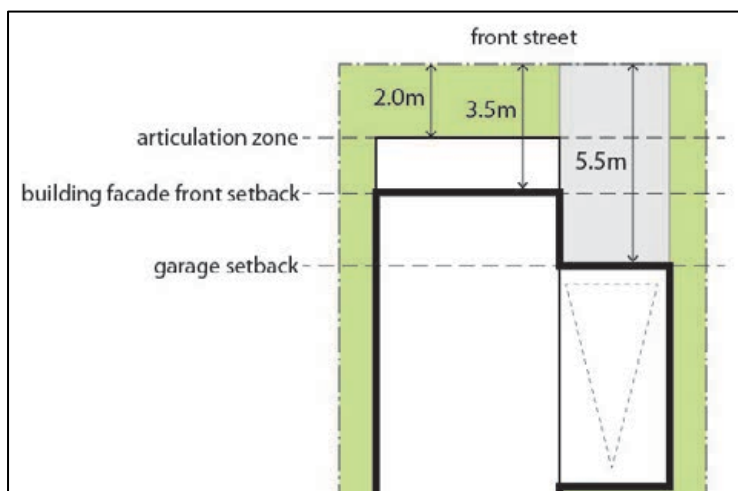 front street
2.0m
3.5m
articulation zone
5.5m
building facade front setback
garage setback